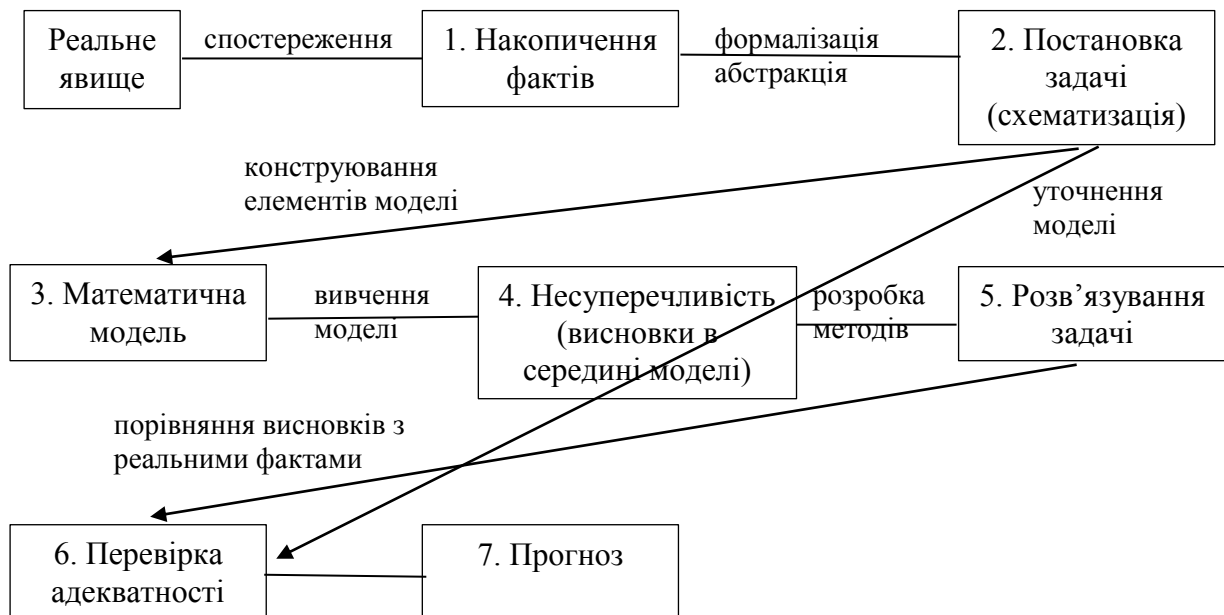 Реальне
явище
спостереження
1. Накопичення
фактів
формалізація
абстракція
2. Постановка
задачі
(схематизація)
конструювання
елементів моделі
уточнення
моделі
3. Математична
модель
вивчення
моделі
4. Несуперечливість
(висновки в
середині моделі)
розробка
методів
5. Розв’язування
задачі
порівняння висновків з
реальними фактами
6. Перевірка
адекватності
7. Прогноз